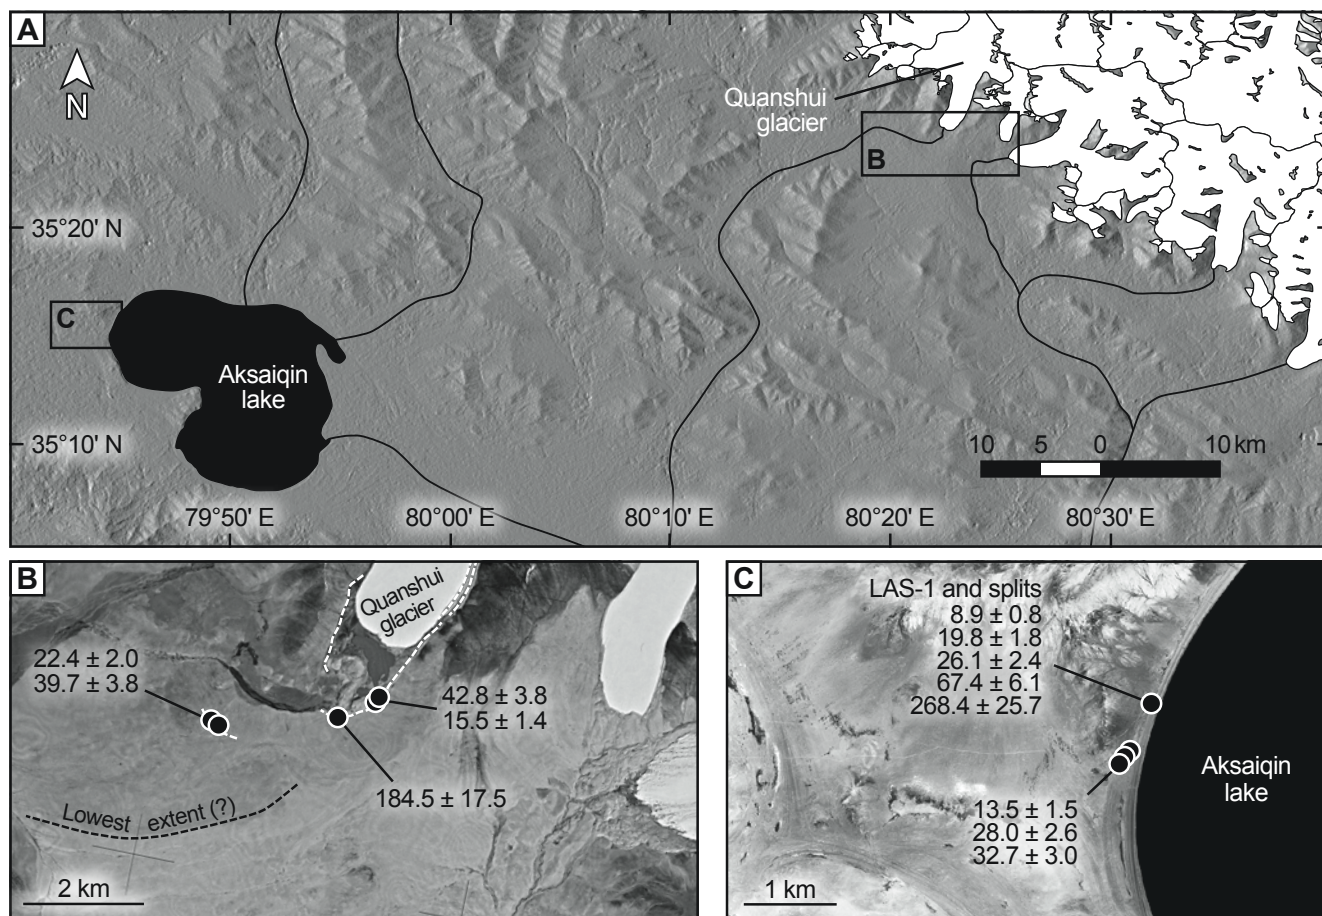 A
N
Quanshui
glacier
B
35°20' N
C
Aksaiqin
lake
35°10' N
10 5 0 10 km
79°50' E 80°00' E 80°10' E 80°20' E 80°30' E
B
Quanshui
glacier
22.4 ± 2.0
39.7 ± 3.8
42.8 ± 3.8
15.5 ± 1.4
184.5 ± 17.5
Lowest extent (?)
2 km
C
LAS-1 and splits
8.9 ± 0.8
19.8 ± 1.8
26.1 ± 2.4
67.4 ± 6.1
268.4 ± 25.7
Aksaiqin
lake
13.5 ± 1.5
28.0 ± 2.6
32.7 ± 3.0
1 km